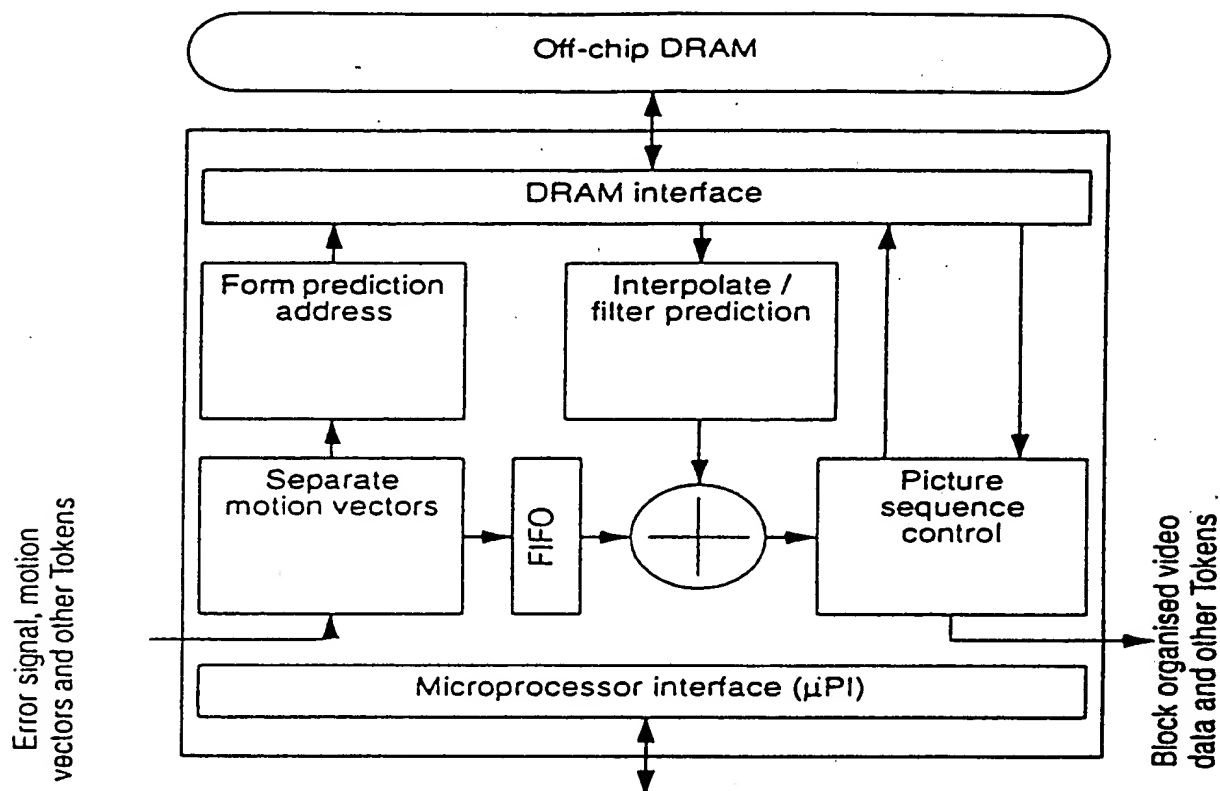 Off-chip DRAM
DRAM interface
Form prediction
address
Interpolate /
filter prediction
Separate
motion vectors
FIFO
Picture
sequence
control
Error signal, motion
vectors and other Tokens
Block organised video
data and other Tokens
Microprocessor interface (µPI)